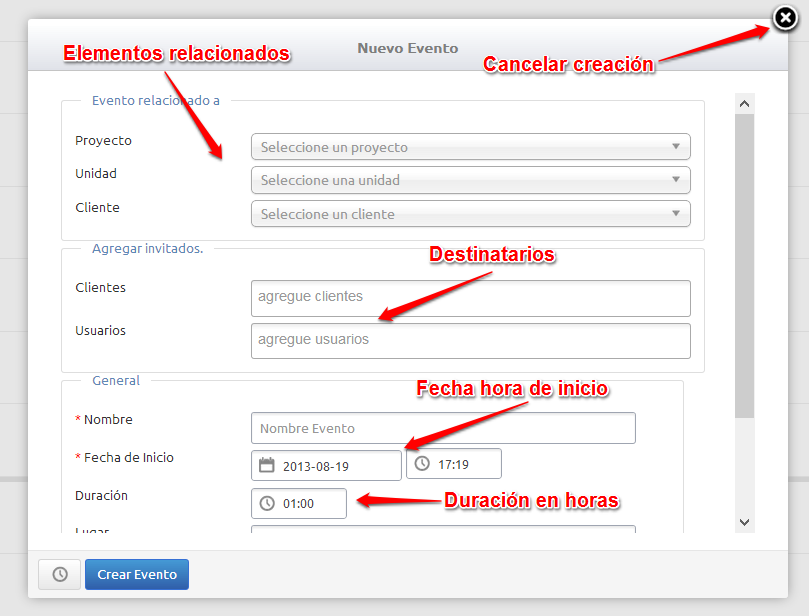 Elementos relacionados
Nuevo Evento
Cancelar creación
Evento relacionado a
Proyecto
Seleccione un proyecto
Unidad
Seleccione una unidad
Cliente
Seleccione un cliente
Agregar invitados.
Destinatarios
Clientes
agregue clientes
Usuarios
agregue usuarios
General
Fecha hora de inicio
* Nombre
Nombre Evento
* Fecha de Inicio
2013-08-19
17:19
Duración
01:00
Duración en horas
Lugar
Crear Evento